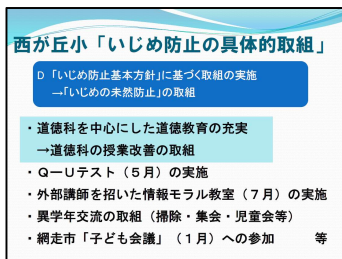 西が丘小「いじめ防止の具体的取組」
D 「いじめ防止基本方針」に基づく取組の実施
→「いじめの未然防止」の取組
・道徳科を中心にした道徳教育の充実
→道徳科の授業改善の取組
・Q－Uテスト（５月）の実施
・外部講師を招いた情報モラル教室（７月）の実施
・異学年交流の取組（掃除・集会・児童会等）
・網走市「子ども会議」（１月）への参加　　等